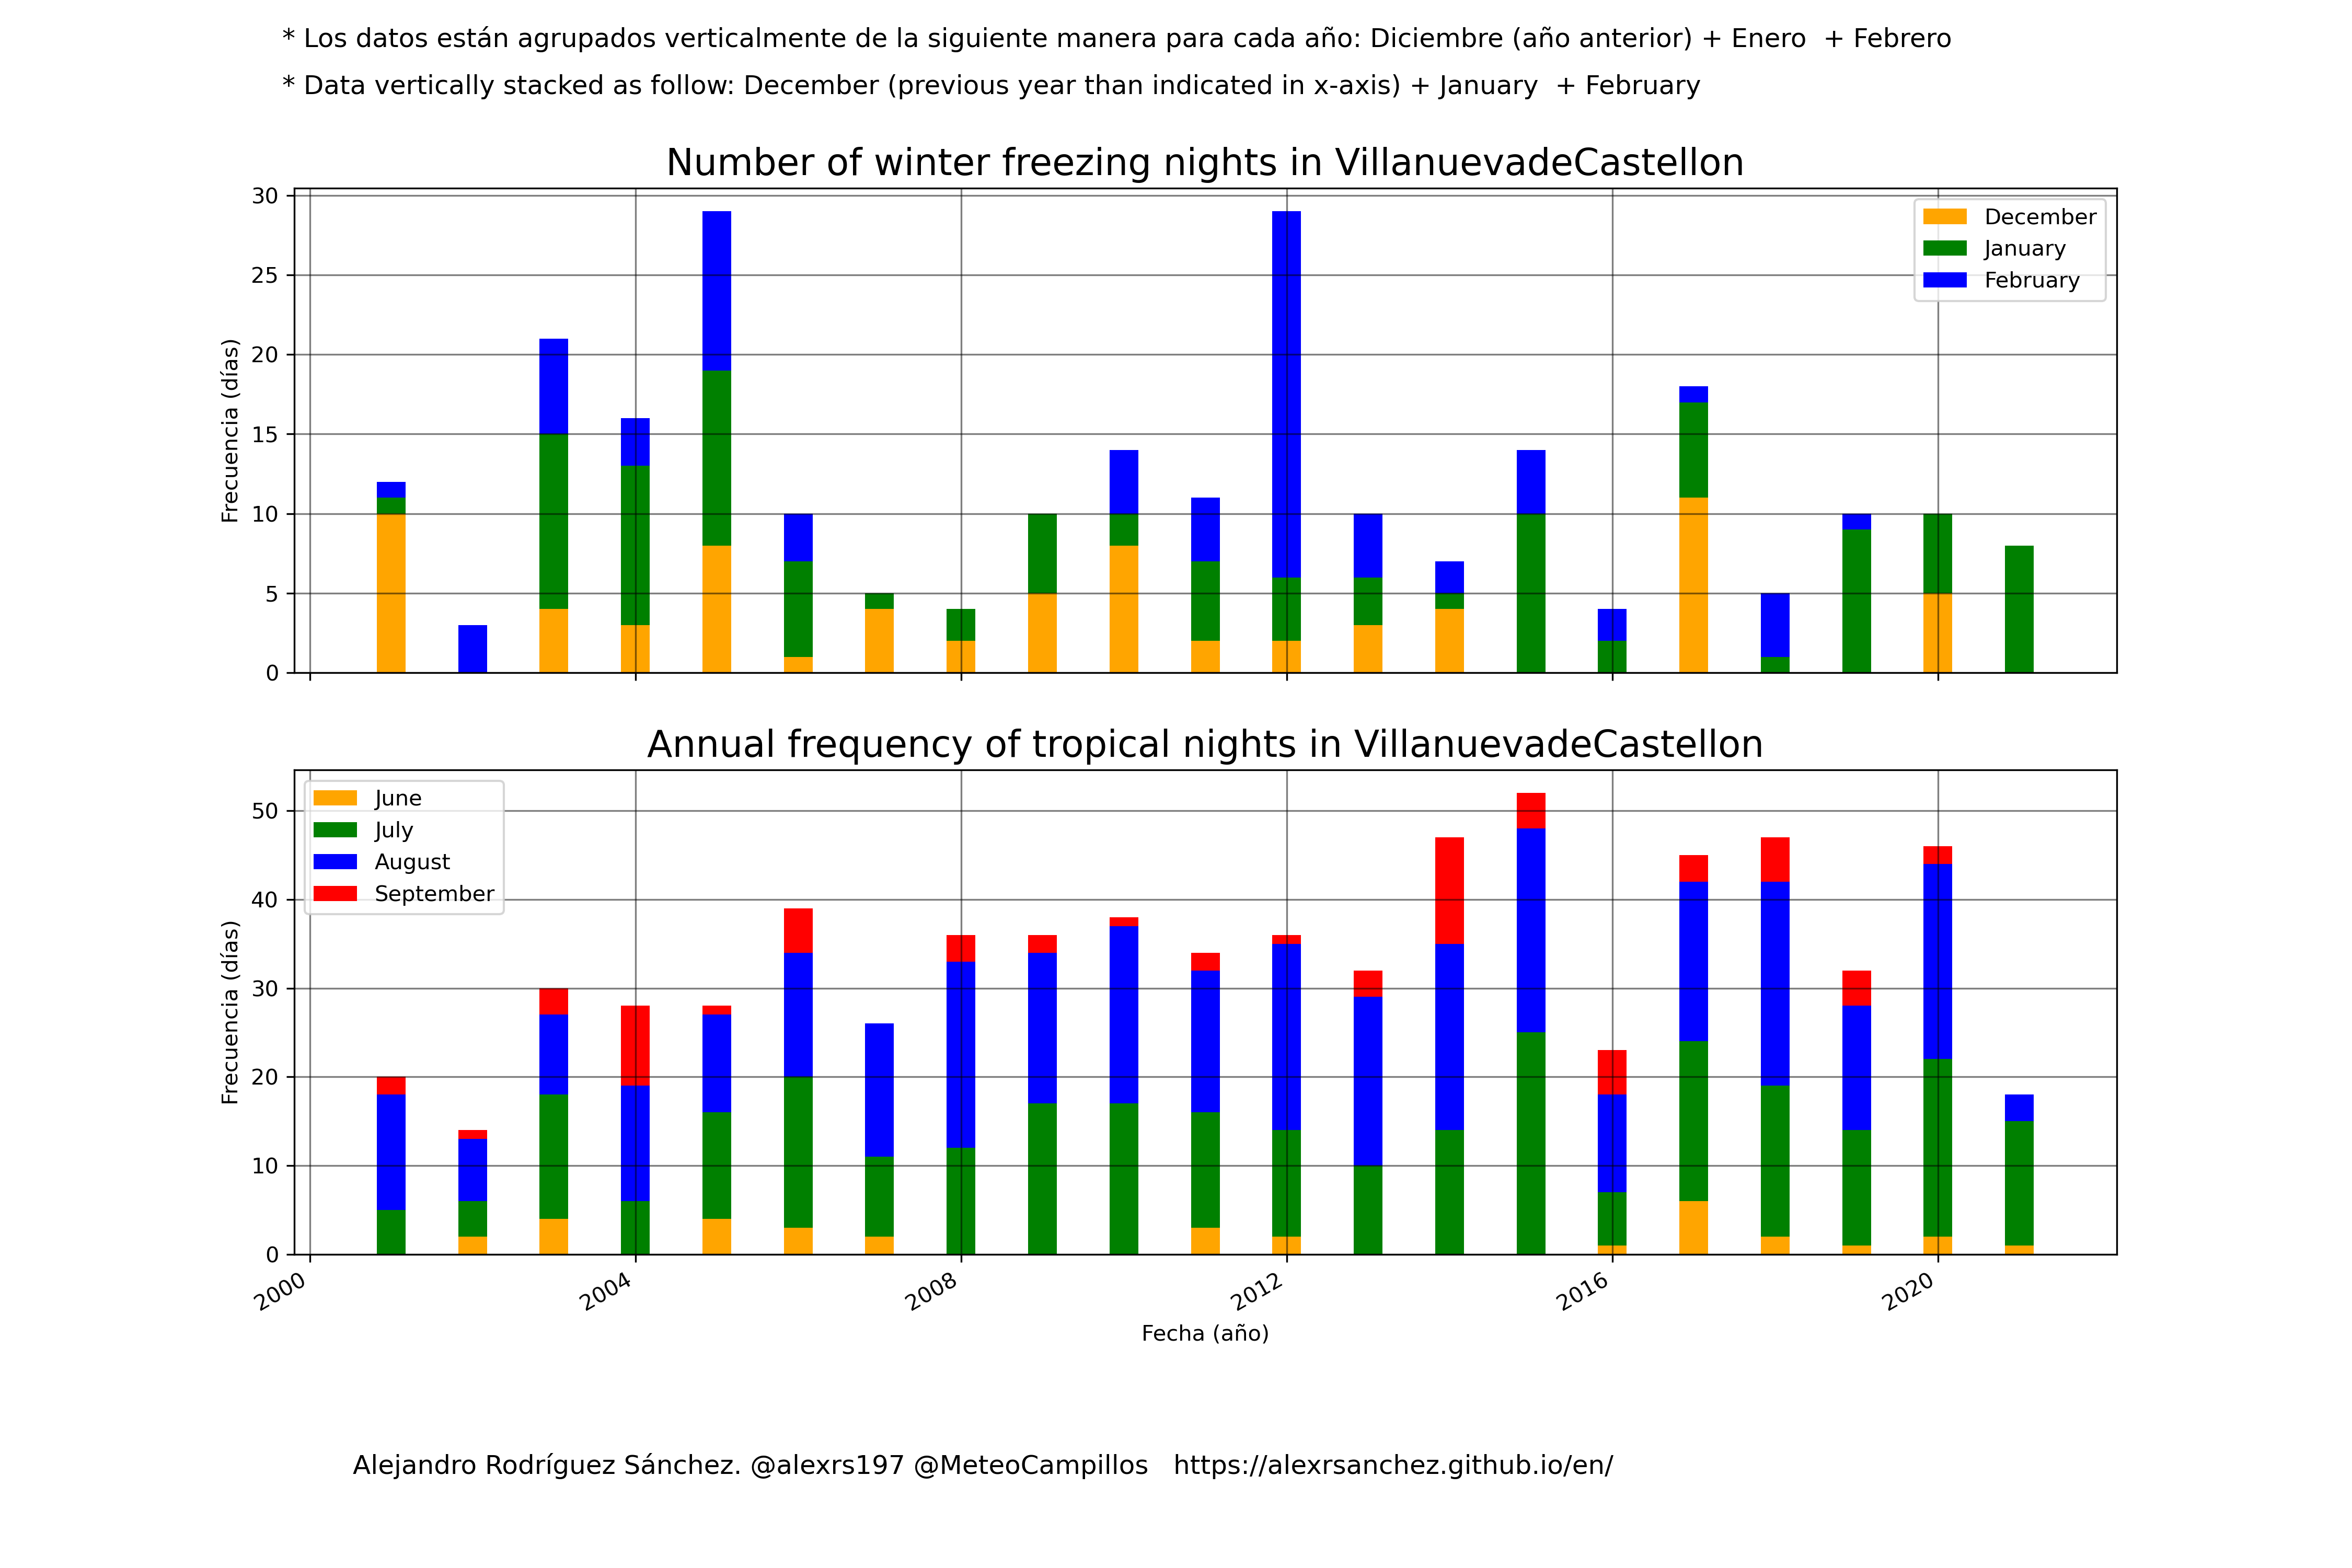 * Los datos están agrupados verticalmente de la siguiente manera para cada año: Diciembre (año anterior) + Enero  + Febrero
* Data vertically stacked as follow: December (previous year than indicated in x-axis) + January  + February
Number of winter freezing nights in VillanuevadeCastellon
30
25
20
15
10
5
0
Frecuencia (días)
December
January
February
Annual frequency of tropical nights in VillanuevadeCastellon
50
40
30
20
10
0
Frecuencia (días)
June
July
August
September
2000
2004
2008
2012
2016
2020
Fecha (año)
Alejandro Rodríguez Sánchez. @alexrs197 @MeteoCampillos   https://alexrsanchez.github.io/en/